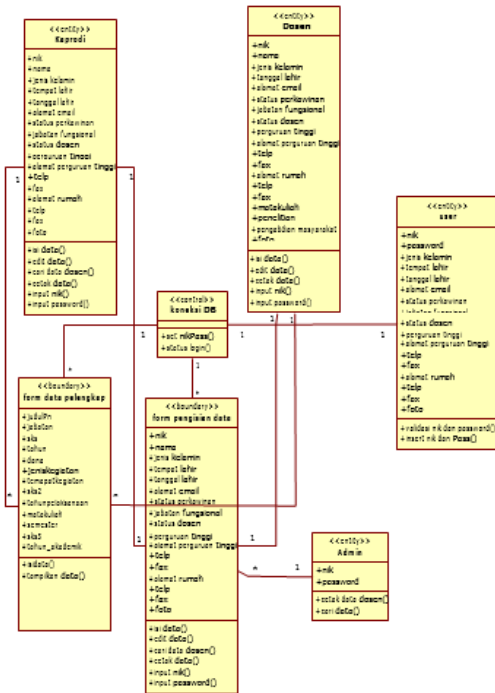 <<entity>>
Kaprodi
+nik
+nama
+jenis kelamin
+tempat lahir
+tanggal lahir
+alamat email
+status perkawinan
+jabatan fungsional
+status dosen
+perguruan tinggi
+alamat perguruan tinggi
+telp
+fax
+alamat rumah
+telp
+fax
+foto
+isi data()
+edit data()
+cari data dosen()
+cetak data()
+input nik()
+input password()
<<entity>>
Dosen
+nik
+nama
+jenis kelamin
+tanggal lahir
+alamat email
+status perkawinan
+jabatan fungsional
+status dosen
+perguruan tinggi
+alamat perguruan tinggi
+telp
+fax
+alamat rumah
+telp
+fax
+matakuliah
+penelitian
+pengabdian masyarakat
+foto
+isi data()
+edit data()
+cetak data()
+input nik()
+input password()
<<entity>>
user
+nik
+password
+jenis kelamin
+tempat lahir
+tanggal lahir
+alamat email
+status perkawinan
+status dosen
+perguruan tinggi
+alamat perguruan tinggi
+telp
+fax
+alamat rumah
+telp
+fax
+foto
+validasi nik dan password()
+insert nik dan Pass()
<<control>>
koneksi DB
+set nikPass()
+status login()
<<boundary>>
form data pelengkap
+judulPn
+jabatan
+ska
+tahun
+dana
+jeniskegiatan
+tempatkegiatan
+ska2
+tahunpelaksanaan
+matakuliah
+semester
+ska3
+tahun_akademik
+isidata()
+tampilkan data()
<<boundary>>
form pengisian data
+nik
+nama
+jenis kelamin
+tempat lahir
+tanggal lahir
+alamat email
+status perkawinan
+jabatan fungsional
+status dosen
+perguruan tinggi
+alamat perguruan tinggi
+telp
+fax
+alamat rumah
+telp
+fax
+foto
+isi data()
+edit data()
+cari data dosen()
+cetak data()
+input nik()
+input password()
<<entity>>
Admin
+nik
+password
+cetak data dosen()
+cari data()
1
1
1
1
1
1
1
1
*
*
*
*
*
1
1
1